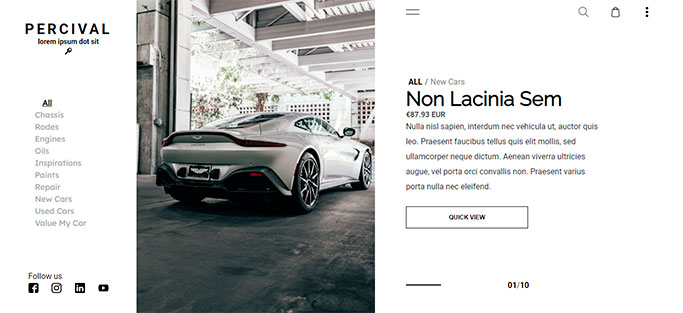 PERCIVAL
lorem ipsum dot sit
All
Chassis
Rodes
Engines
Oils
Inspirations
Paints
Repair
New Cars
Used Cars
Value My Car
Follow us
ALL / New Cars
Non Lacinia Sem
€87.93 EUR
Nulla nisl sapien, interdum nec vehicula ut, auctor quis
leo. Praesent faucibus tellus quis elit mollis, sed
ullamcorper neque dictum. Aenean viverra ultricies
augue, vel porta orci convallis non. Praesent varius
porta nulla nec eleifend.
QUICK VIEW
01/10